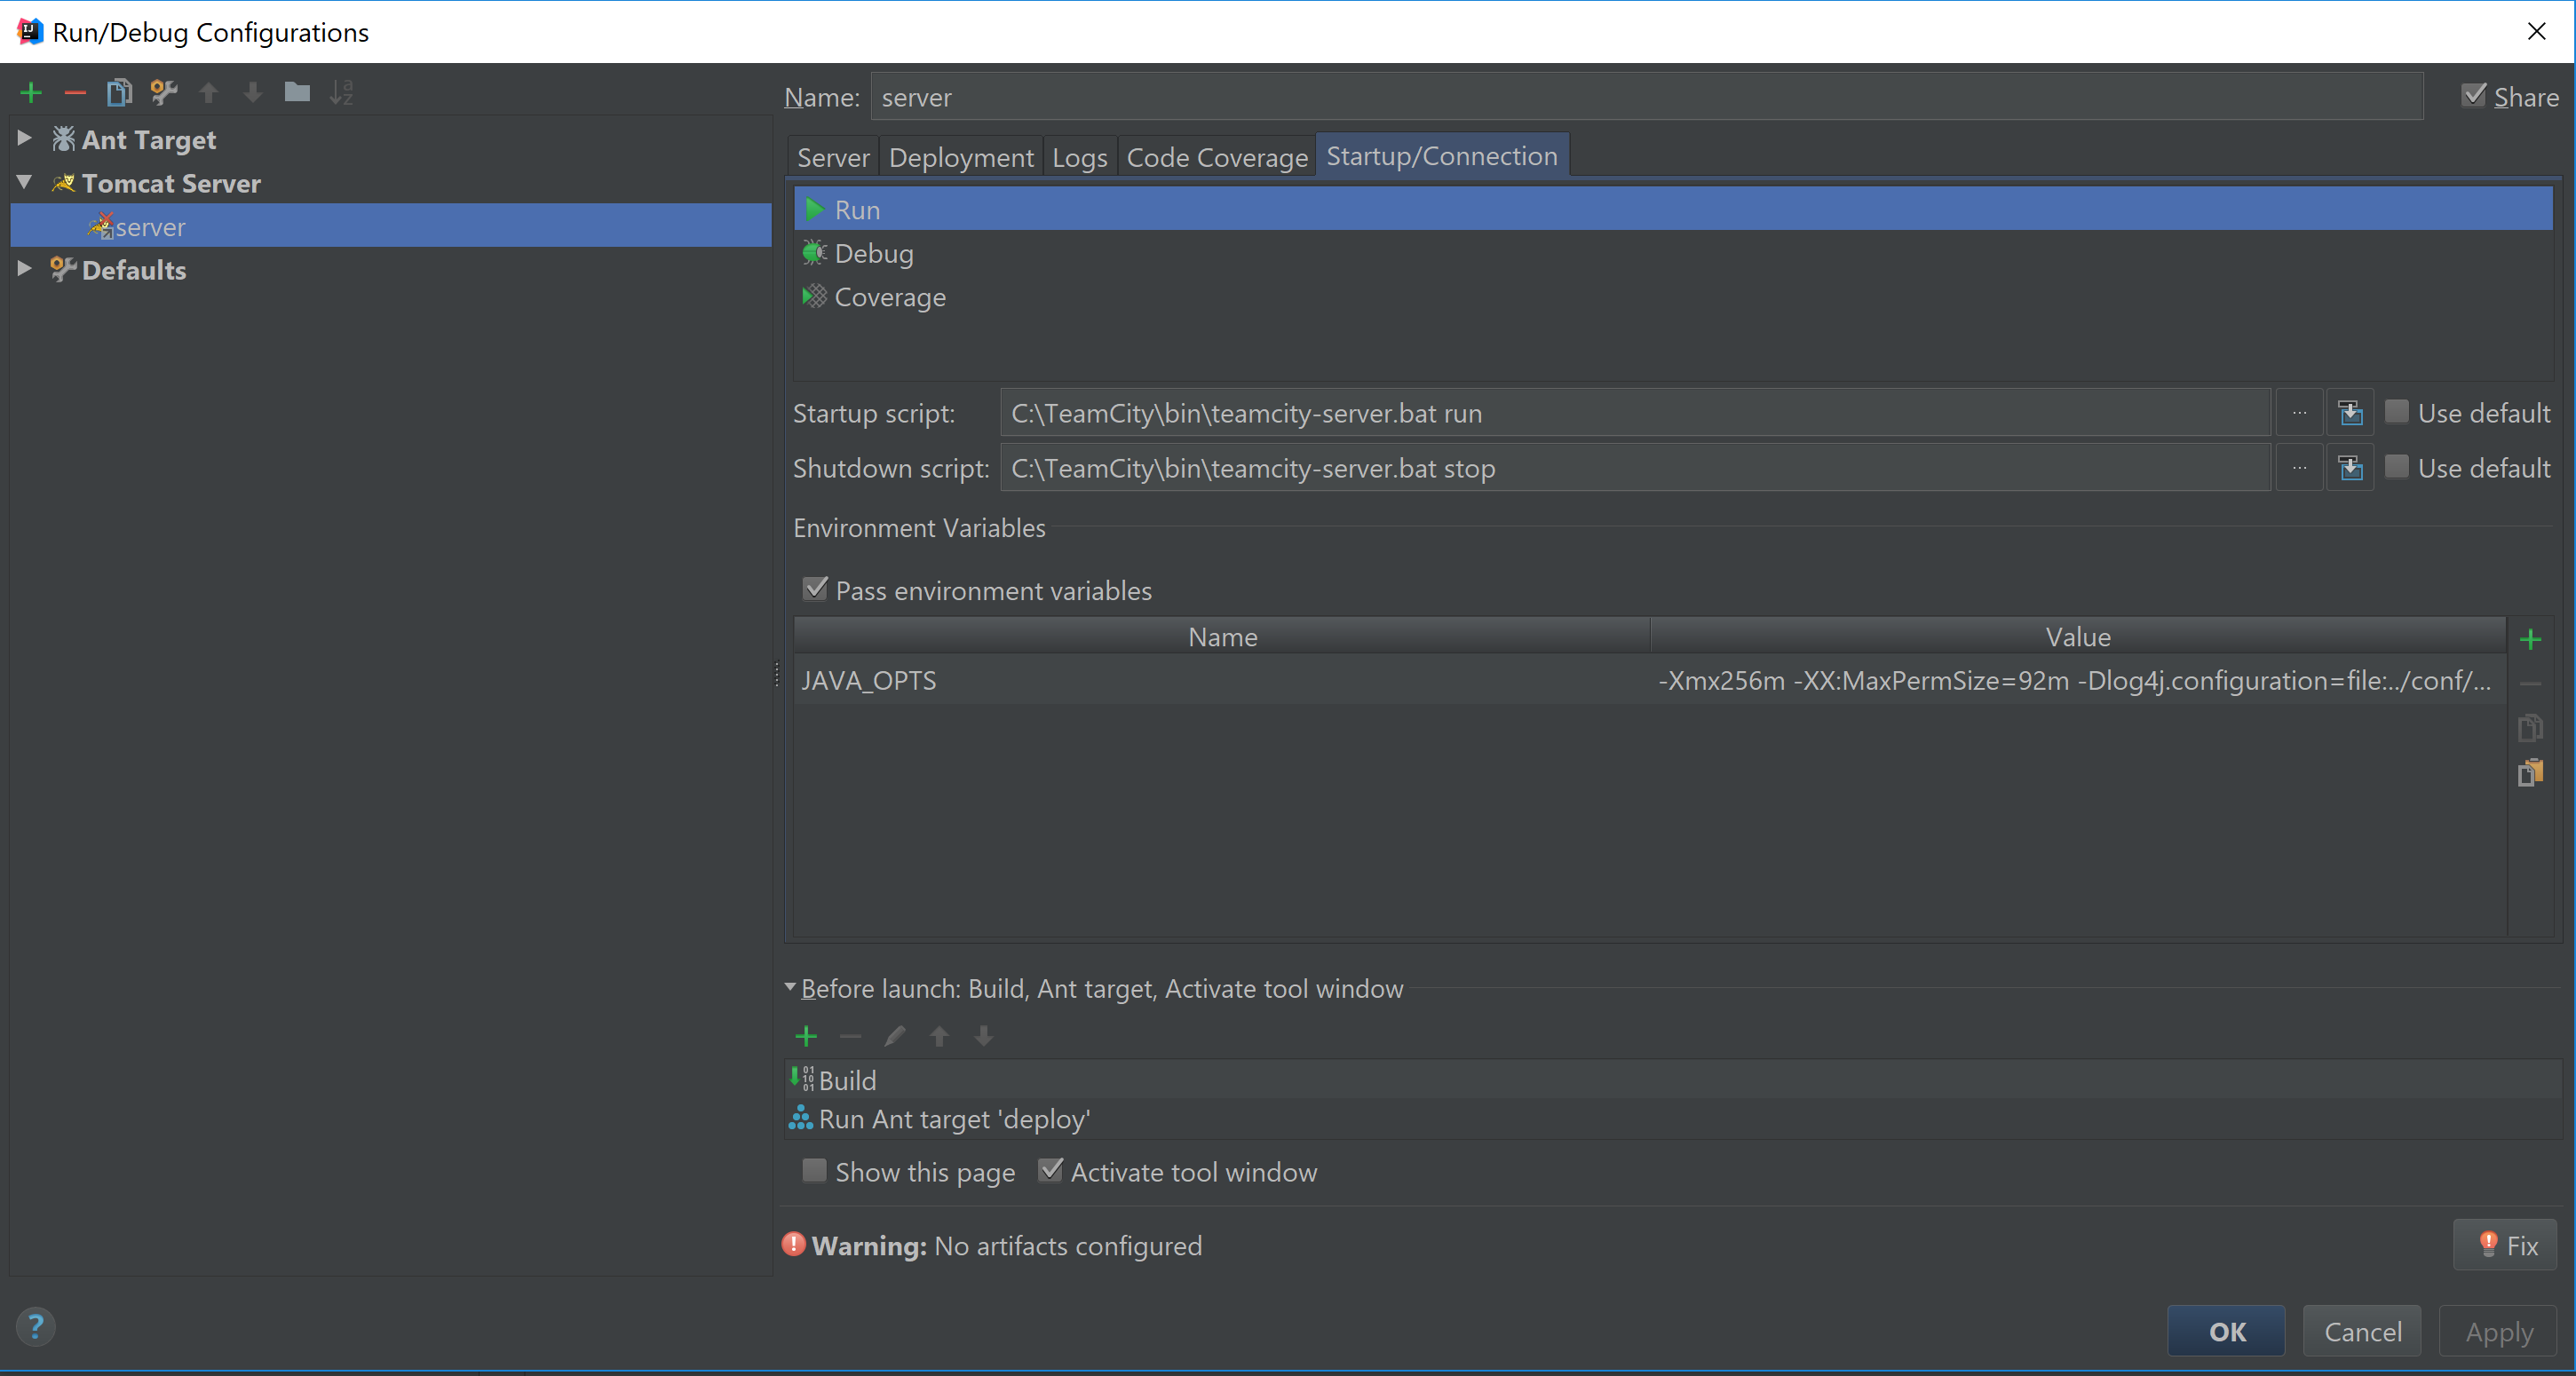 Run/Debug Configurations
Name: server
Share
Ant Target
Tomcat Server
server
Defaults
Server Deployment Logs Code Coverage Startup/Connection
Run
Debug
Coverage
Startup script: C:\TeamCity\bin\teamcity-server.bat run ... Use default
Shutdown script: C:\TeamCity\bin\teamcity-server.bat stop ... Use default
Environment Variables
Pass environment variables
Name Value
JAVA_OPTS -Xmx256m -XX:MaxPermSize=92m -Dlog4j.configuration=file:../conf/...
Before launch: Build, Ant target, Activate tool window
Build
Run Ant target 'deploy'
Show this page Activate tool window
Warning: No artifacts configured
Fix
?
OK Cancel Apply